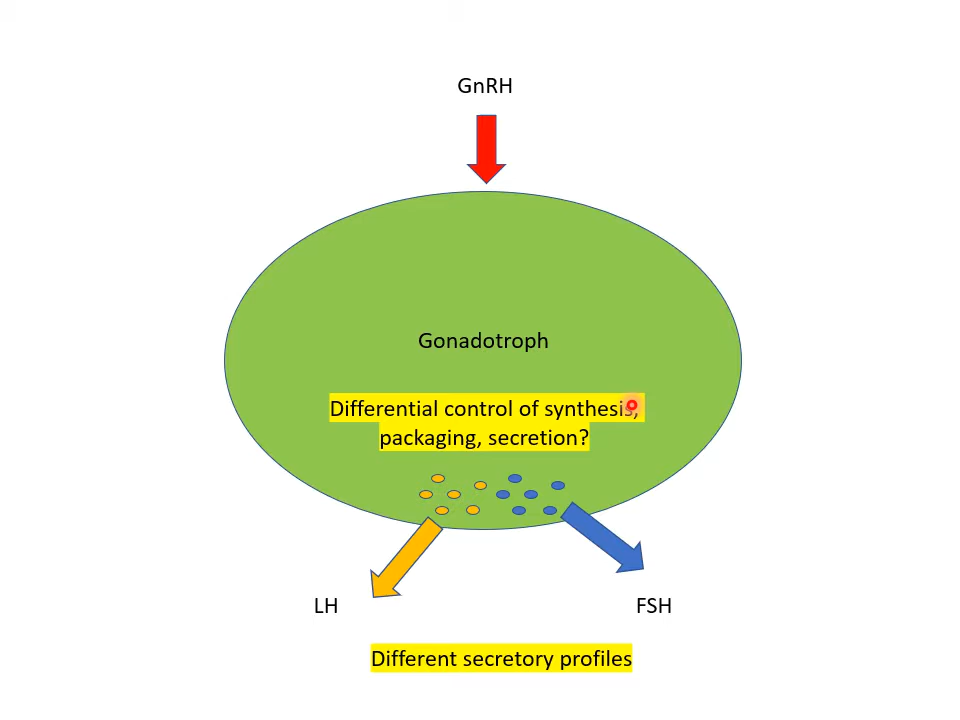 GnRH
Gonadotroph
Differential control of synthesis,
packaging, secretion?
LH
FSH
Different secretory profiles